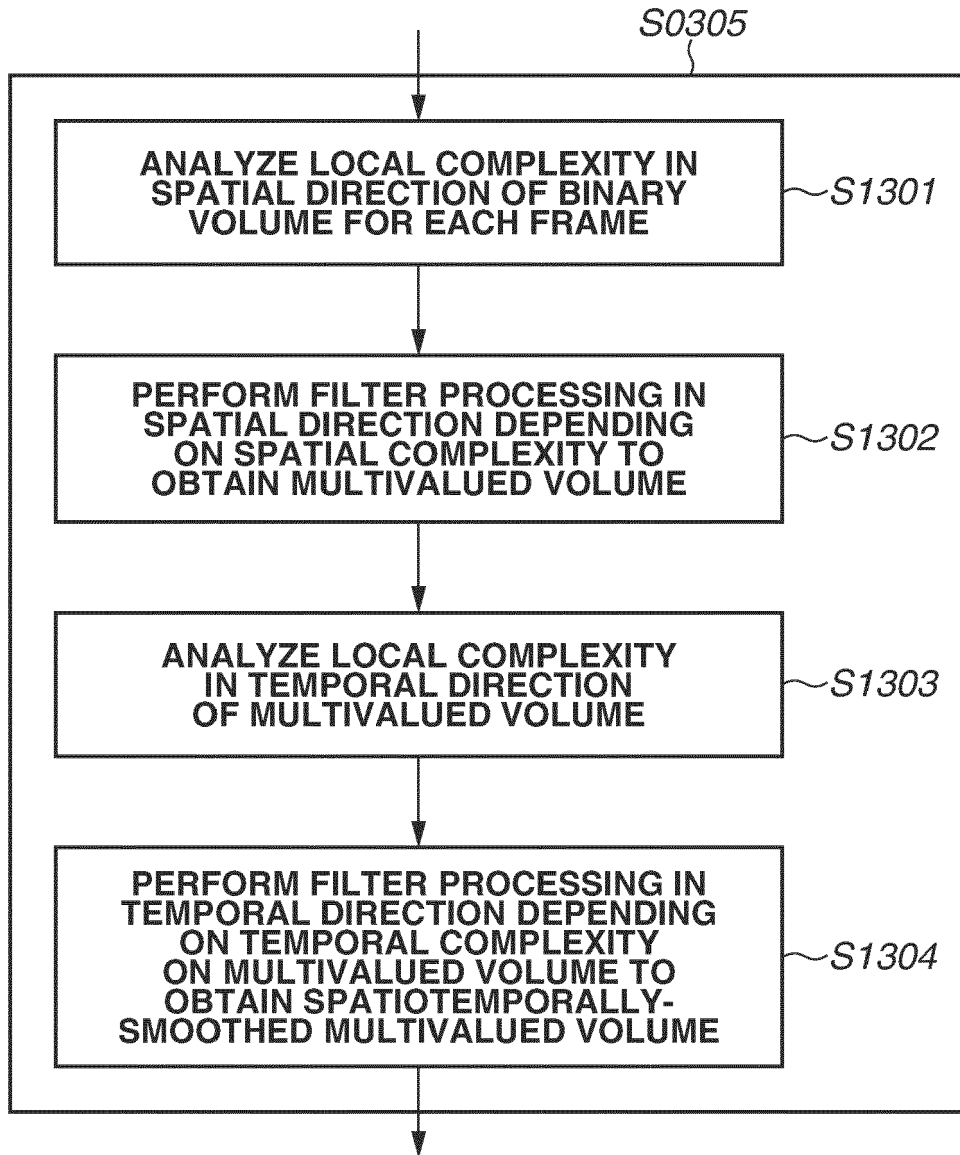 S0305
ANALYZE LOCAL COMPLEXITY IN
SPATIAL DIRECTION OF BINARY
VOLUME FOR EACH FRAME
S1301
PERFORM FILTER PROCESSING IN
SPATIAL DIRECTION DEPENDING
ON SPATIAL COMPLEXITY TO
OBTAIN MULTIVALUED VOLUME
S1302
ANALYZE LOCAL COMPLEXITY
IN TEMPORAL DIRECTION
OF MULTIVALUED VOLUME
S1303
PERFORM FILTER PROCESSING IN
TEMPORAL DIRECTION DEPENDING
ON TEMPORAL COMPLEXITY
ON MULTIVALUED VOLUME TO
OBTAIN SPATIOTEMPORALLY-
SMOOTHED MULTIVALUED VOLUME
S1304